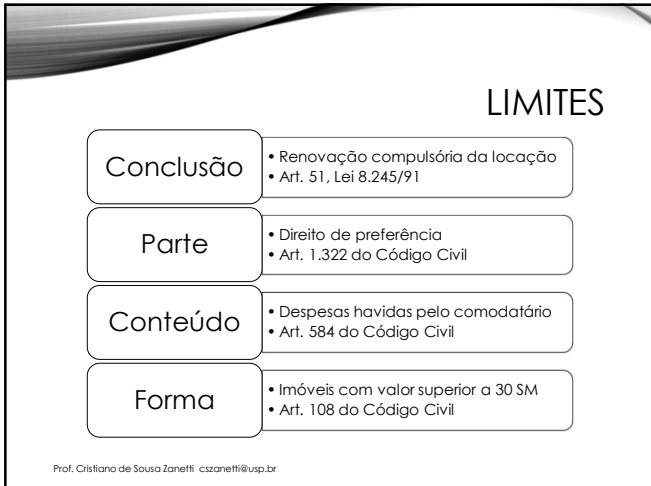 LIMITES
Conclusão
• Renovação compulsória da locação
• Art. 51, Lei 8.245/91
Parte
• Direito de preferência
• Art. 1.322 do Código Civil
Conteúdo
• Despesas havidas pelo comodatário
• Art. 584 do Código Civil
Forma
• Imóveis com valor superior a 30 SM
• Art. 108 do Código Civil
Prof. Cristiano de Sousa Zanetti cszanetti@usp.br